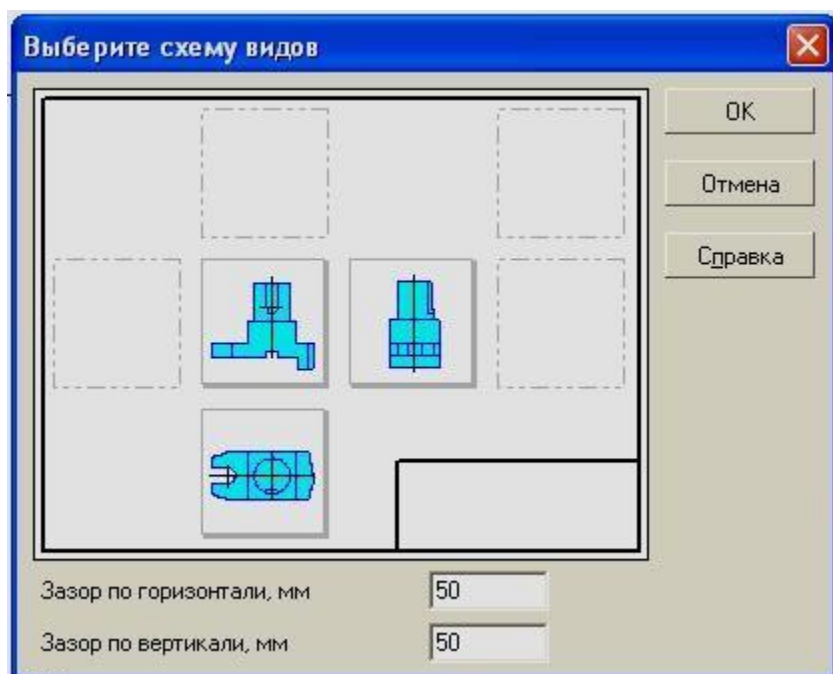 Выберите схему видов
OK
Отмена
Справка
Зазор по горизонтали, мм
50
Зазор по вертикали, мм
50